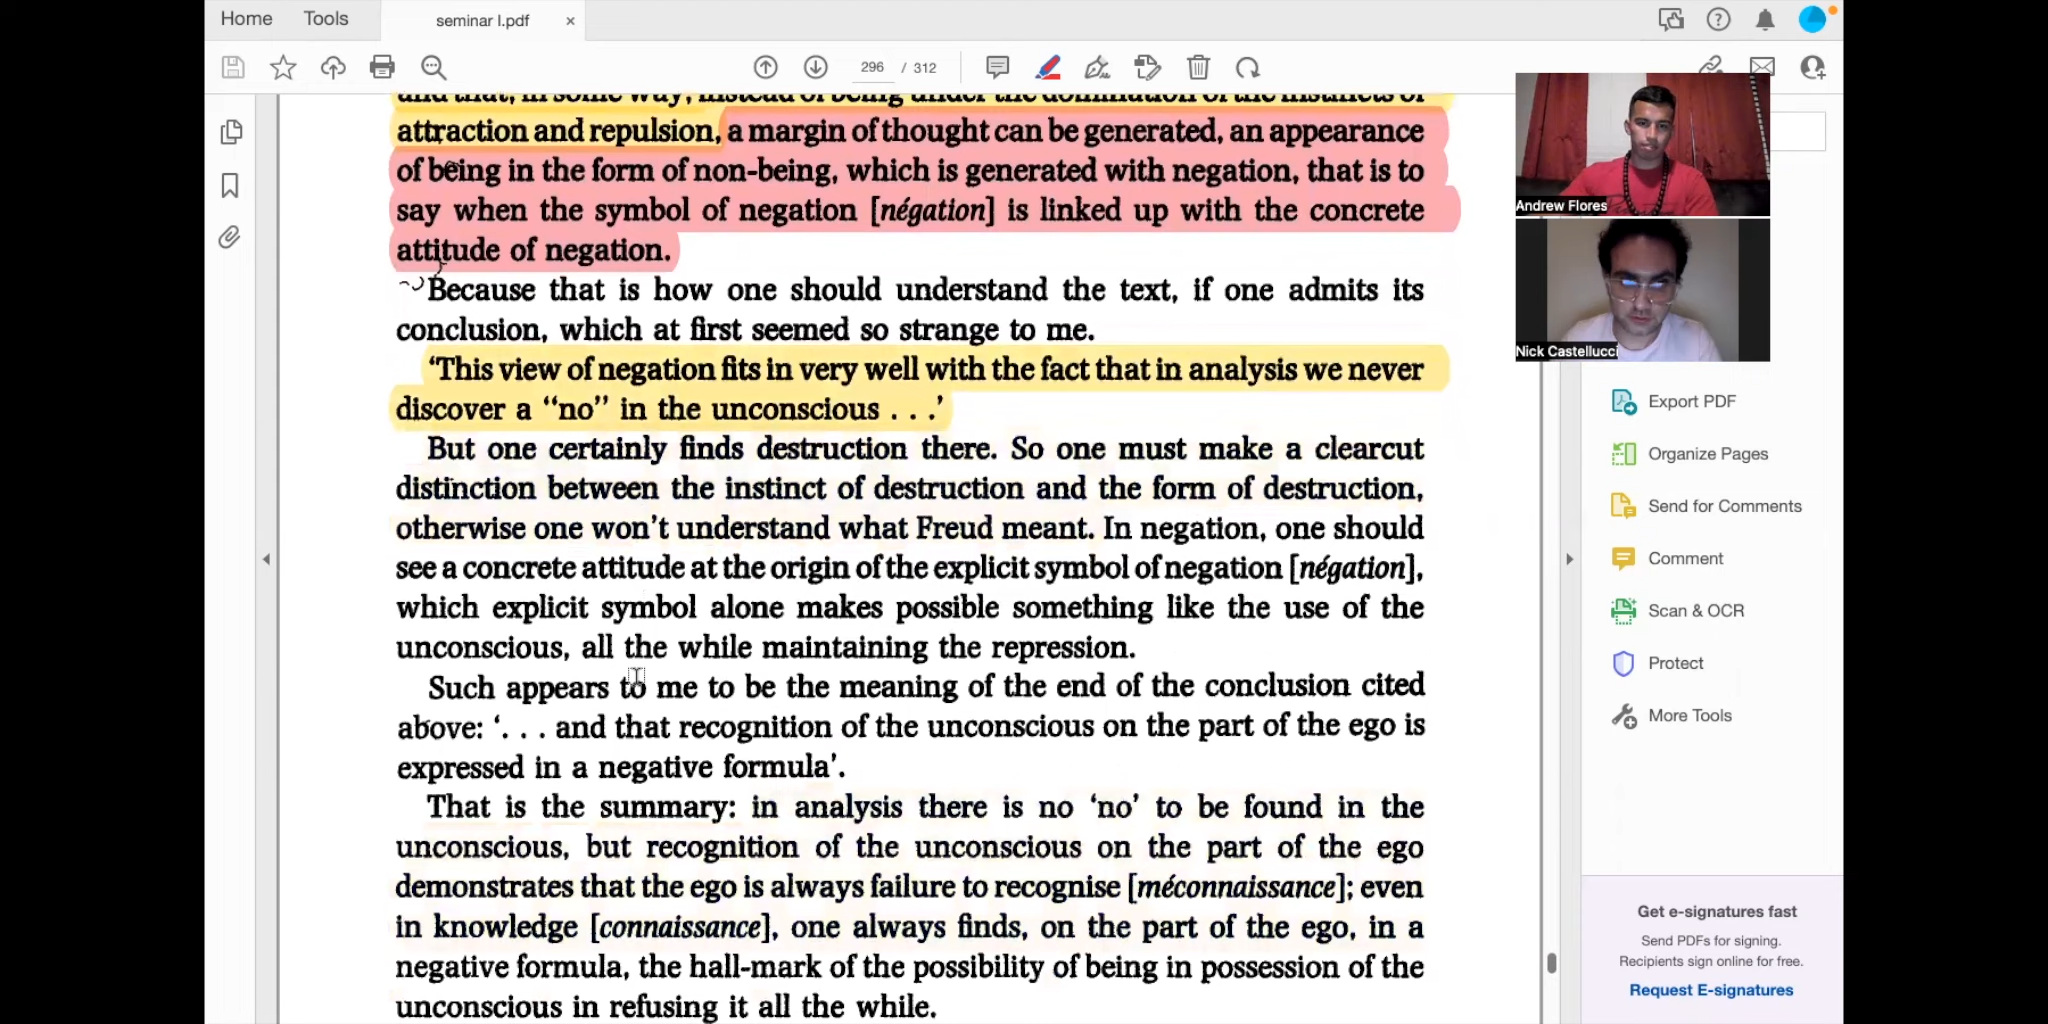 Home Tools seminar I.pdf ×
296 / 312
and that, in some way, instead of being under the domination of the instincts of
attraction and repulsion, a margin of thought can be generated, an appearance
of being in the form of non-being, which is generated with negation, that is to
say when the symbol of negation [négation] is linked up with the concrete
attitude of negation.
Because that is how one should understand the text, if one admits its
conclusion, which at first seemed so strange to me.
‘This view of negation fits in very well with the fact that in analysis we never
discover a “no” in the unconscious . . .’
But one certainly finds destruction there. So one must make a clearcut
distinction between the instinct of destruction and the form of destruction,
otherwise one won’t understand what Freud meant. In negation, one should
see a concrete attitude at the origin of the explicit symbol of negation [négation],
which explicit symbol alone makes possible something like the use of the
unconscious, all the while maintaining the repression.
Such appears to me to be the meaning of the end of the conclusion cited
above: ‘. . . and that recognition of the unconscious on the part of the ego is
expressed in a negative formula’.
That is the summary: in analysis there is no ‘no’ to be found in the
unconscious, but recognition of the unconscious on the part of the ego
demonstrates that the ego is always failure to recognise [méconnaissance]; even
in knowledge [connaissance], one always finds, on the part of the ego, in a
negative formula, the hall-mark of the possibility of being in possession of the
unconscious in refusing it all the while.
Andrew Flores
Nick Castellucci
Export PDF
Organize Pages
Send for Comments
Comment
Scan & OCR
Protect
More Tools
Get e-signatures fast
Send PDFs for signing.
Recipients sign online for free.
Request E-signatures